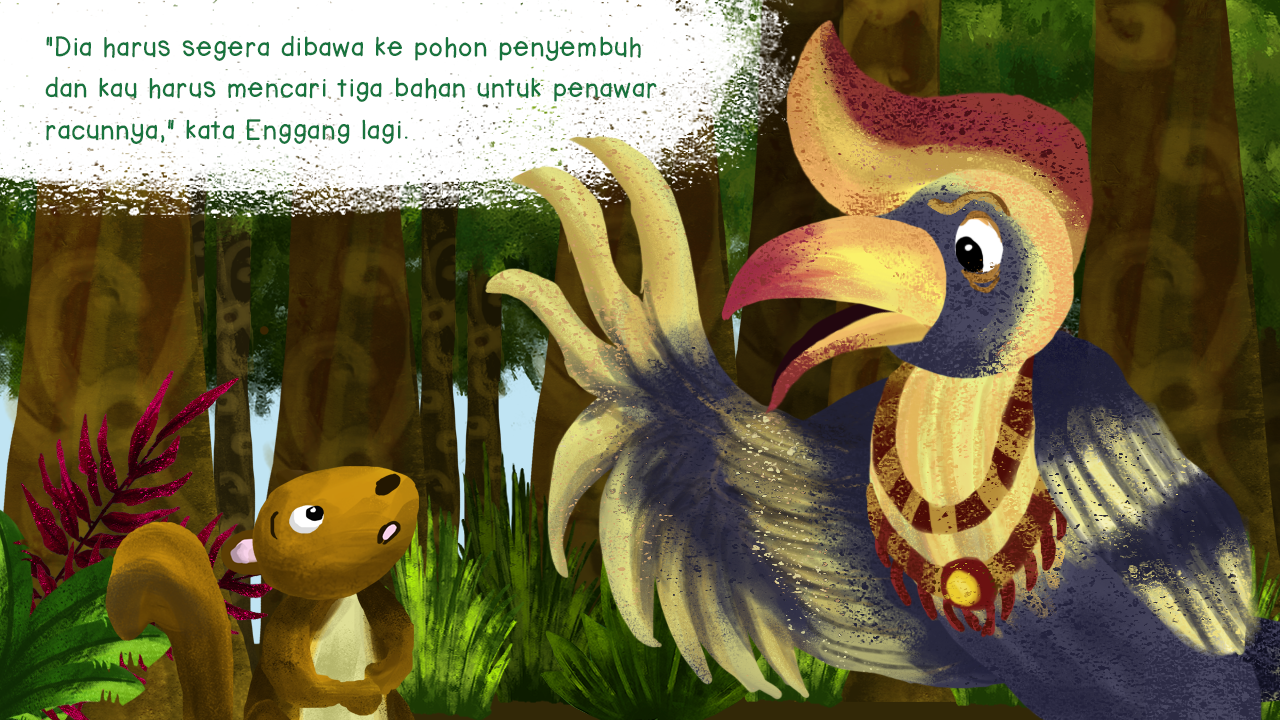 "Dia harus segera dibawa ke pohon penyembuh
dan kau harus mencari tiga bahan untuk penawar
racunnya," kata Enggang lagi.